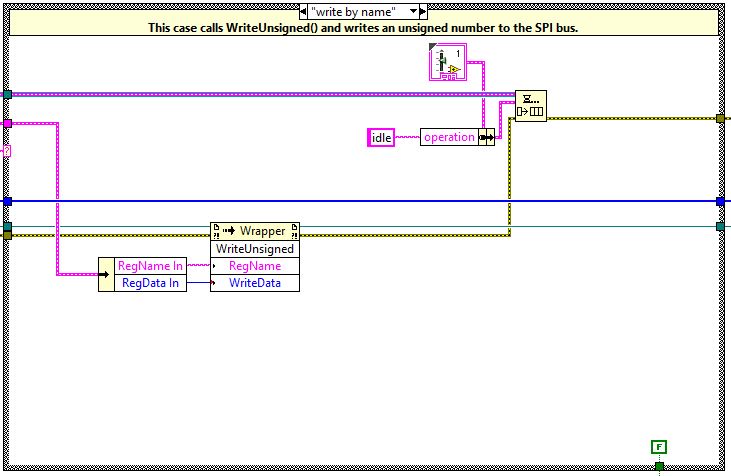 "write by name"
This case calls WriteUnsigned() and writes an unsigned number to the SPI bus.
1
idle
operation
?
Wrapper
WriteUnsigned
RegName In
RegName
RegData In
WriteData
F